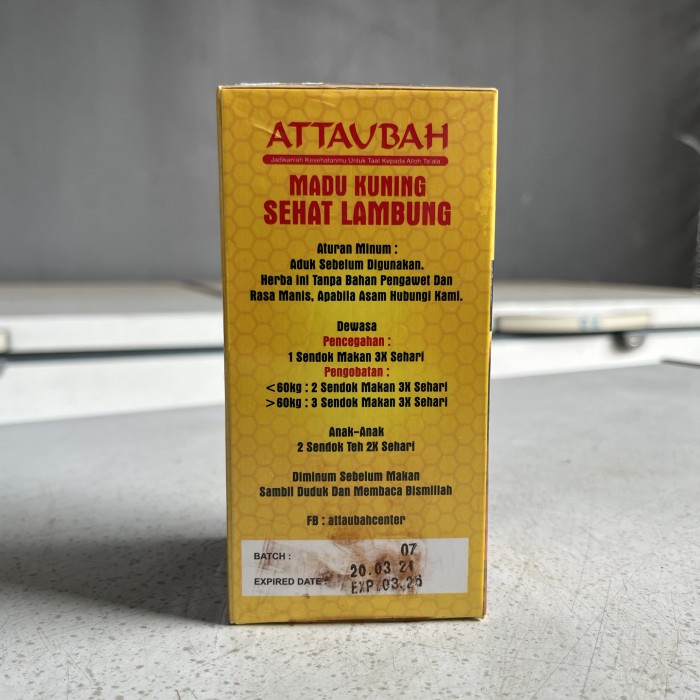 ATTAUBAH
Jadikanlah Kesehatanmu Untuk Taat Kepada Alloh Ta'ala
MADU KUNING
SEHAT LAMBUNG
Aturan Minum :
Aduk Sebelum Digunakan.
Herba Ini Tanpa Bahan Pengawet Dan
Rasa Manis, Apabila Asam Hubungi Kami.
Dewasa
Pencegahan :
1 Sendok Makan 3X Sehari
Pengobatan :
<60kg : 2 Sendok Makan 3X Sehari
>60kg : 3 Sendok Makan 3X Sehari
Anak-Anak
2 Sendok Teh 2X Sehari
Diminum Sebelum Makan
Sambil Duduk Dan Membaca Bismillah
FB : attaubahcenter
BATCH : 07
20.03.21
EXPIRED DATE : EXP.03.26